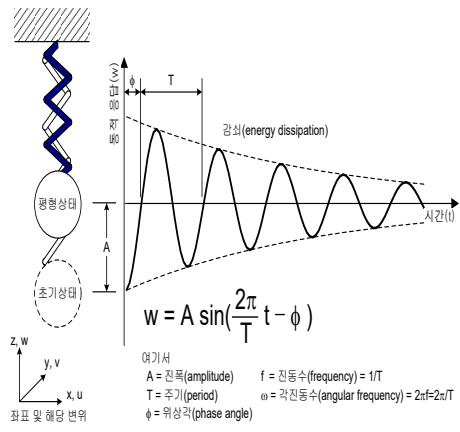 변위 응답(w)
ϕ
T
감쇠(energy dissipation)
평형상태
시간(t)
A
초기상태
w = A sin(2π/T t − ϕ )
z, w
y, v
x, u
좌표 및 해당 변위
여기서
A = 진폭(amplitude)
f = 진동수(frequency) = 1/T
T = 주기(period)
ω = 각진동수(angular frequency) = 2πf=2π/T
ϕ = 위상각(phase angle)